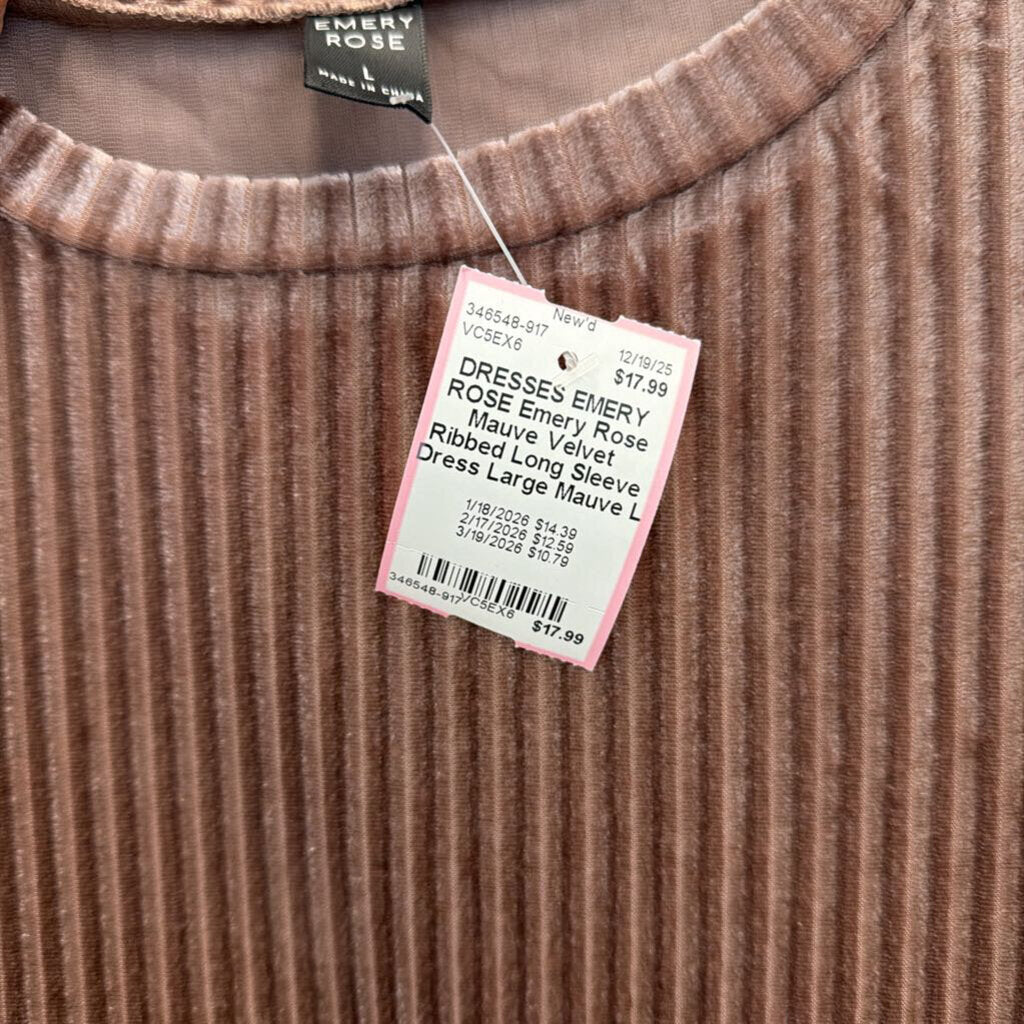 EMERY
ROSE
L
MADE IN CHINA
346548-917
New'd
VC5EX6
12/19/25
$17.99
DRESSES EMERY
ROSE Emery Rose
Mauve Velvet
Ribbed Long Sleeve
Dress Large Mauve L
1/18/2026 $14.39
2/17/2026 $12.59
3/19/2026 $10.79
346548-917
VC5EX6
$17.99